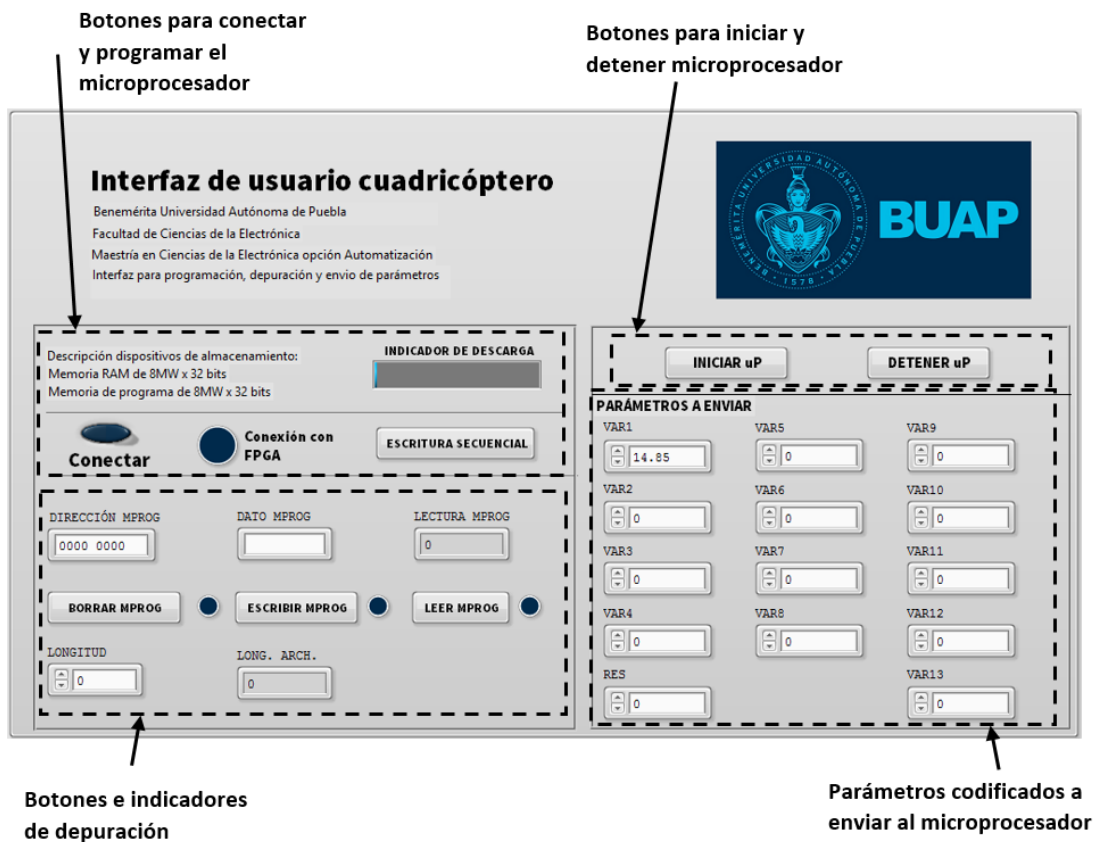 Botones para conectar
y programar el
microprocesador
Botones para iniciar y
detener microprocesador
Interfaz de usuario cuadricóptero
Benemérita Universidad Autónoma de Puebla
Facultad de Ciencias de la Electrónica
Maestría en Ciencias de la Electrónica opción Automatización
Interfaz para programación, depuración y envio de parámetros
BENEMÉRITA UNIVERSIDAD AUTÓNOMA DE PUEBLA
· 1578 ·
BUAP
Descripción dispositivos de almacenamiento:
Memoria RAM de 8MW x 32 bits
Memoria de programa de 8MW x 32 bits
INDICADOR DE DESCARGA
Conectar
Conexión con
FPGA
ESCRITURA SECUENCIAL
DIRECCIÓN MPROG
DATO MPROG
LECTURA MPROG
0000 0000
0
BORRAR MPROG
ESCRIBIR MPROG
LEER MPROG
LONGITUD
LONG. ARCH.
0
0
INICIAR uP
DETENER uP
PARÁMETROS A ENVIAR
VAR1
VAR5
VAR9
14.85
0
0
VAR2
VAR6
VAR10
0
0
0
VAR3
VAR7
VAR11
0
0
0
VAR4
VAR8
VAR12
0
0
0
RES
VAR13
0
0
Botones e indicadores
de depuración
Parámetros codificados a
enviar al microprocesador